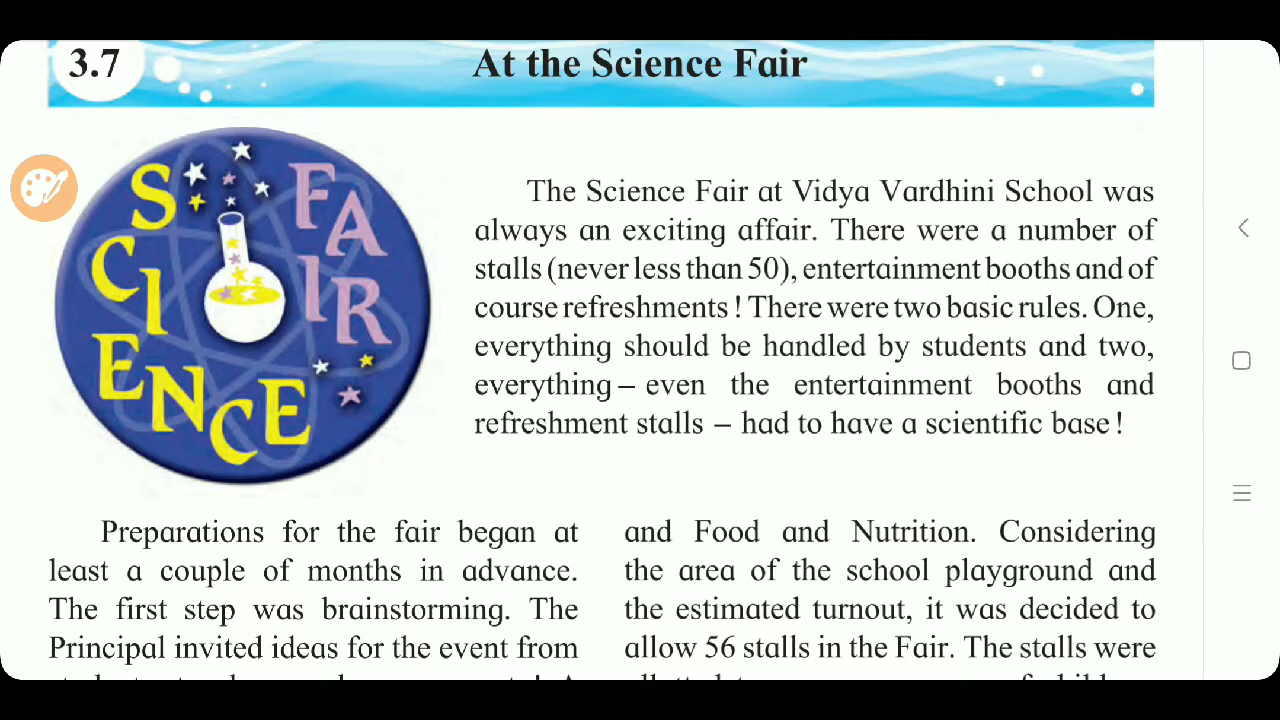 3.7
At the Science Fair
SCIENCE
FAIR
The Science Fair at Vidya Vardhini School was
always an exciting affair. There were a number of
stalls (never less than 50), entertainment booths and of
course refreshments ! There were two basic rules. One,
everything should be handled by students and two,
everything – even the entertainment booths and
refreshment stalls – had to have a scientific base !
Preparations for the fair began at
least a couple of months in advance.
The first step was brainstorming. The
Principal invited ideas for the event from
and Food and Nutrition. Considering
the area of the school playground and
the estimated turnout, it was decided to
allow 56 stalls in the Fair. The stalls were